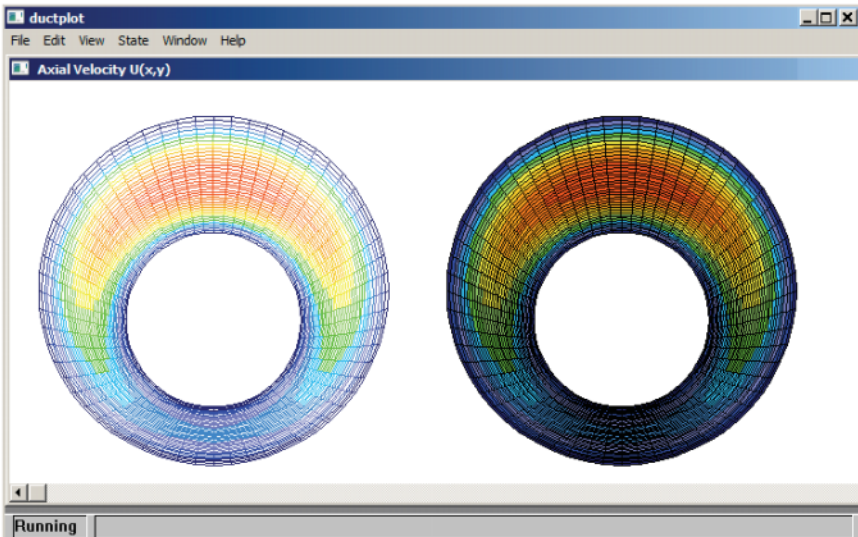 ductplot
File Edit View State Window Help
Axial Velocity U(x,y)
Running